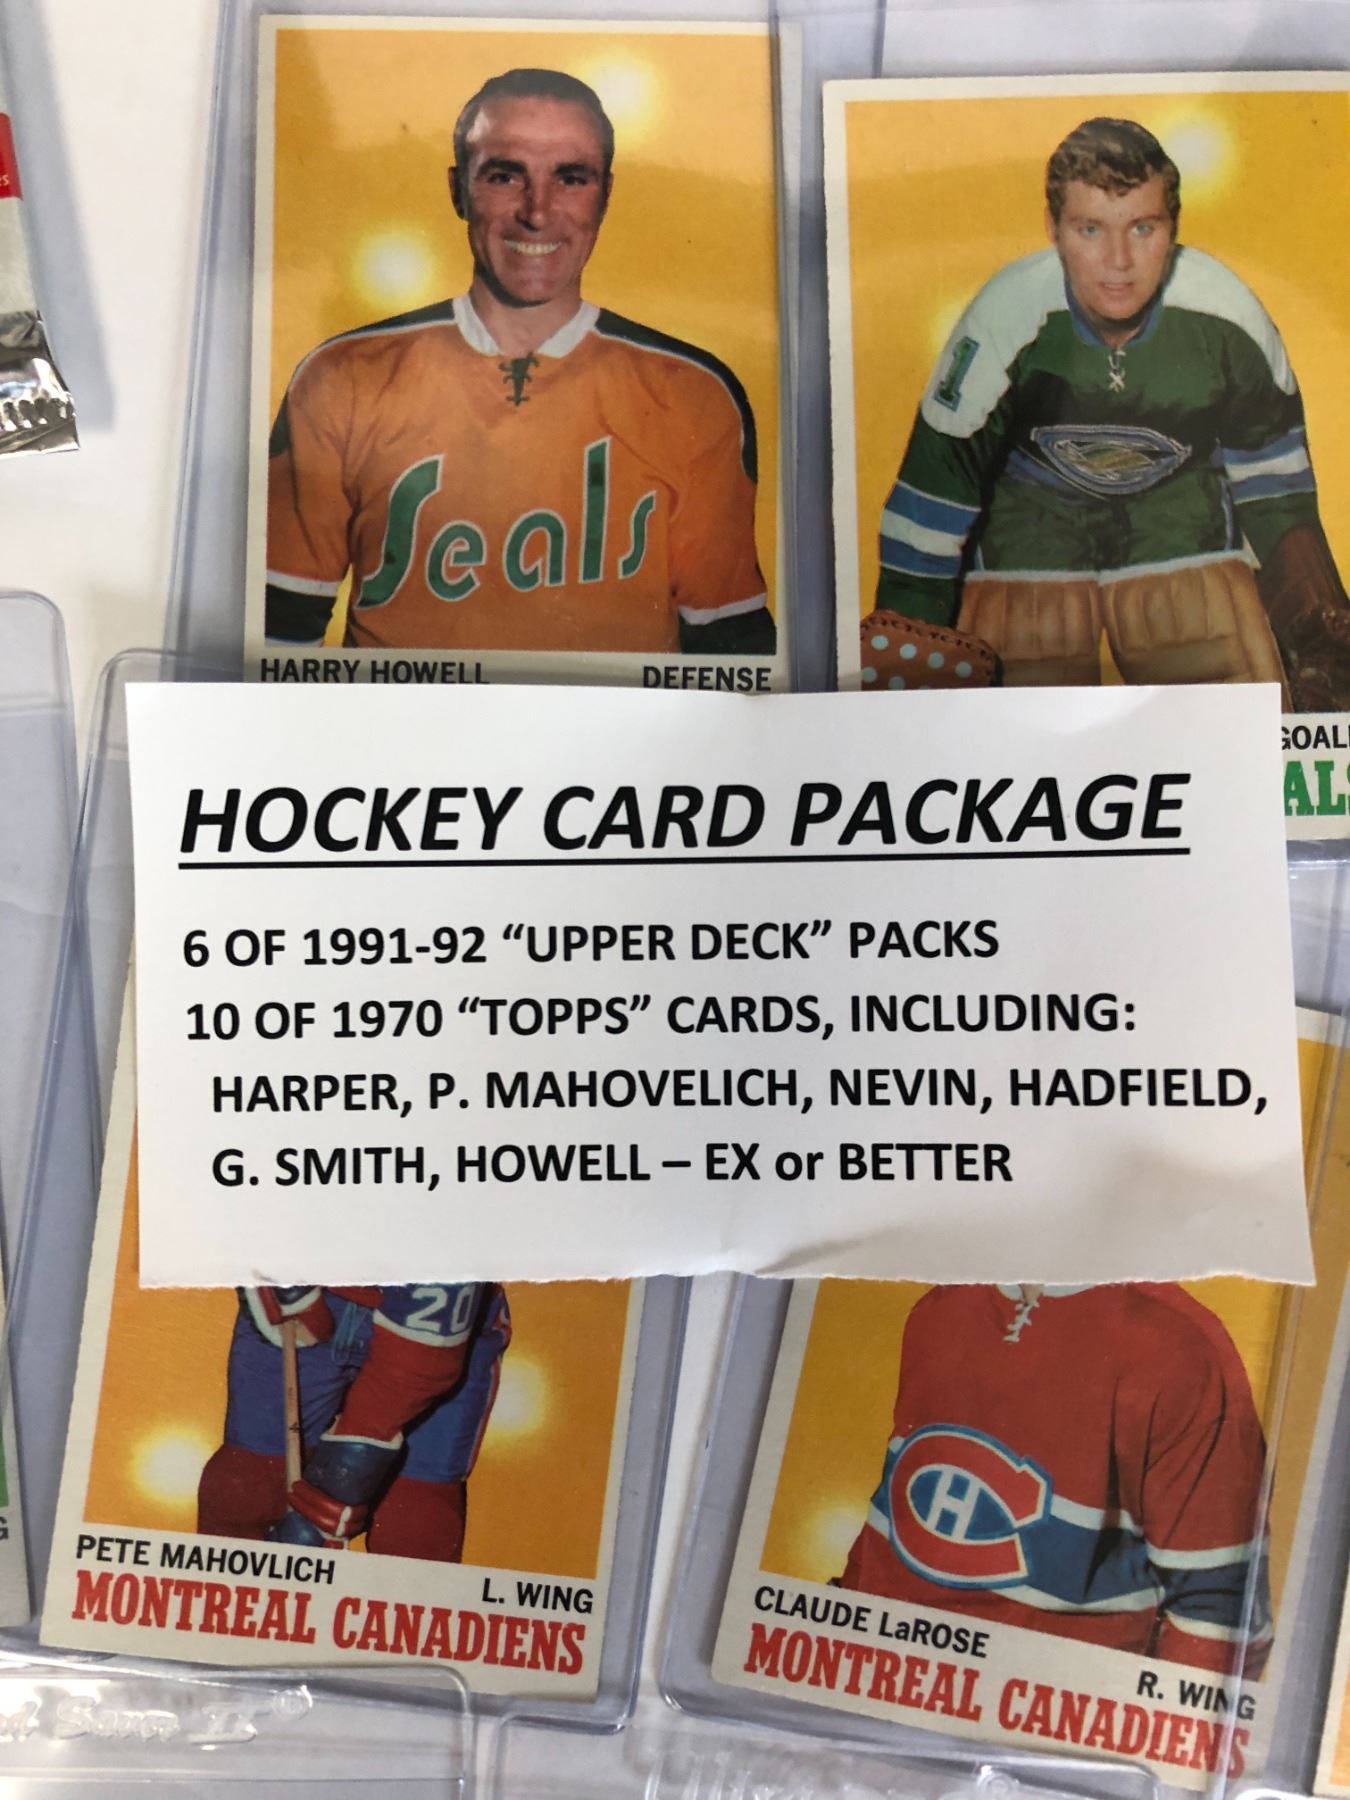 Seals
1
HARRY HOWELL DEFENSE
HOCKEY CARD PACKAGE
6 OF 1991-92 “UPPER DECK” PACKS
10 OF 1970 “TOPPS” CARDS, INCLUDING:
HARPER, P. MAHOVELICH, NEVIN, HADFIELD,
G. SMITH, HOWELL – EX or BETTER
20
PETE MAHOVLICH
L. WING
MONTREAL CANADIENS
CH
CLAUDE LaROSE
R. WING
MONTREAL CANADIENS